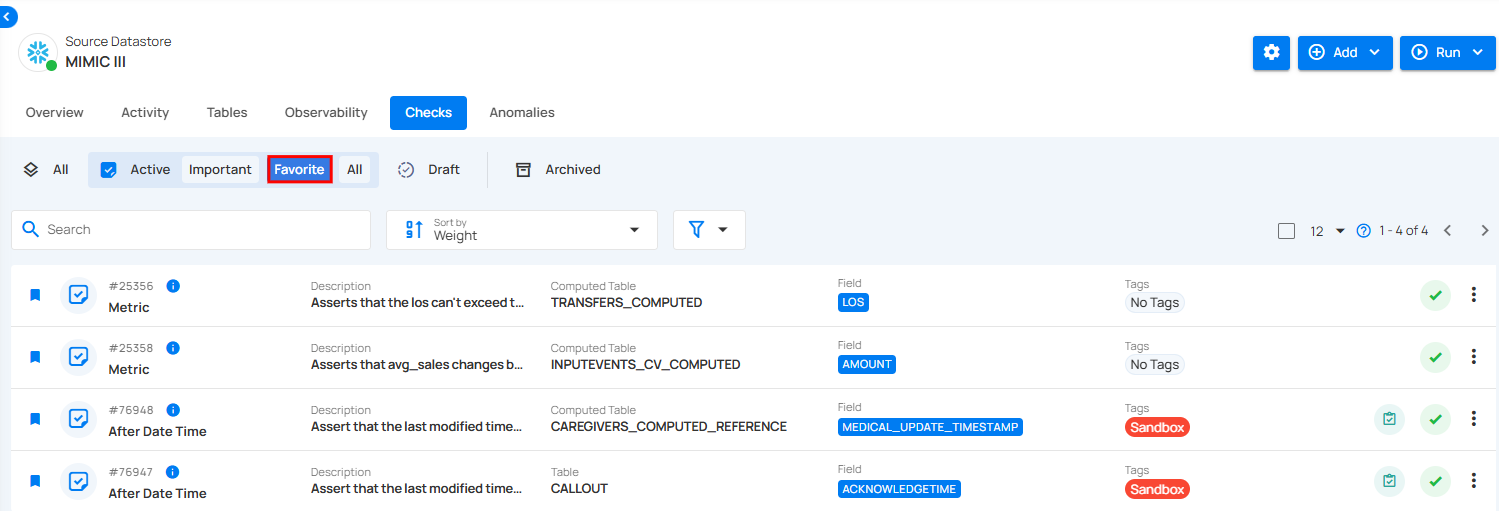 Source Datastore
MIMIC III
Add
Run
Overview Activity Tables Observability Checks Anomalies
All Active Important Favorite All Draft Archived
Search
Sort by
Weight
12 1 - 4 of 4
#25356 Description Computed Table Field Tags
Metric Asserts that the los can't exceed t... TRANSFERS_COMPUTED LOS No Tags
#25358 Description Computed Table Field Tags
Metric Asserts that avg_sales changes b... INPUTEVENTS_CV_COMPUTED AMOUNT No Tags
#76948 Description Computed Table Field Tags
After Date Time Assert that the last modified time... CAREGIVERS_COMPUTED_REFERENCE MEDICAL_UPDATE_TIMESTAMP Sandbox
#76947 Description Table Field Tags
After Date Time Assert that the last modified time... CALLOUT ACKNOWLEDGETIME Sandbox